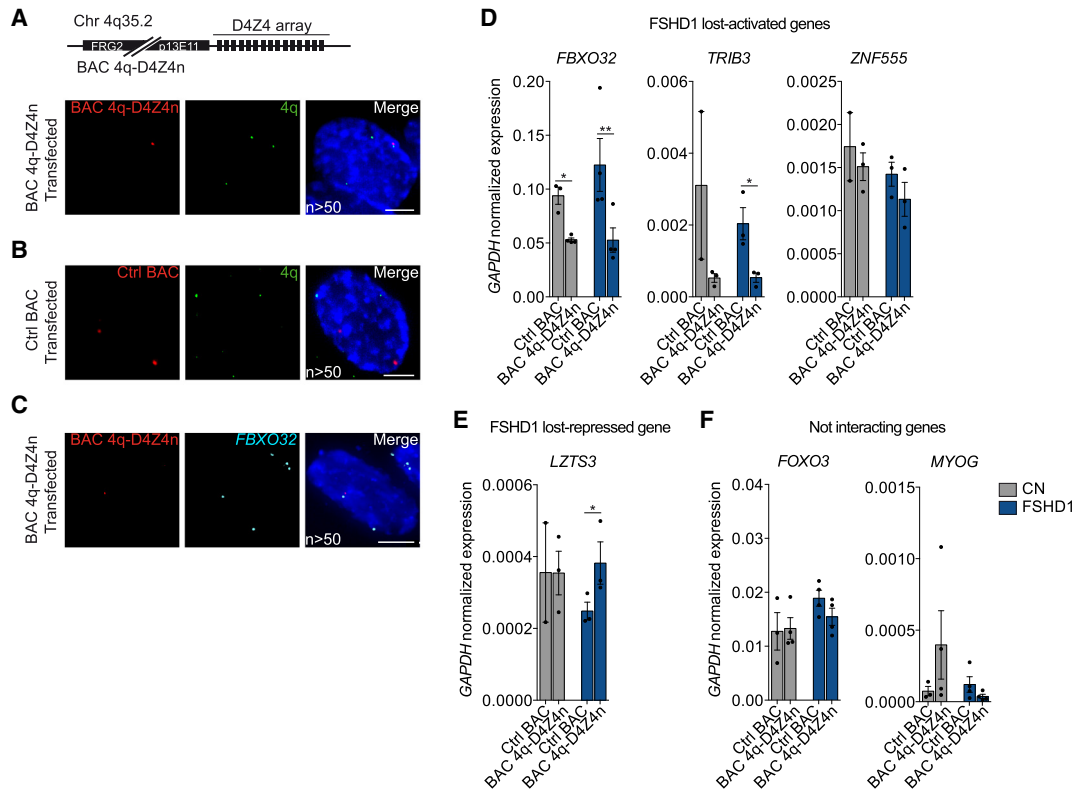 A
Chr 4q35.2
D4Z4 array
FRG2
p13E11
BAC 4q-D4Z4n
BAC 4q-D4Z4n
Transfected
BAC 4q-D4Z4n
4q
Merge
n>50
B
Ctrl BAC
Transfected
Ctrl BAC
4q
Merge
n>50
C
BAC 4q-D4Z4n
Transfected
BAC 4q-D4Z4n
FBXO32
Merge
n>50
D
FSHD1 lost-activated genes
GAPDH normalized expression
FBXO32
0.20
0.15
0.10
0.05
0.00
*
**
Ctrl BAC
BAC 4q-D4Z4n
Ctrl BAC
BAC 4q-D4Z4n
TRIB3
0.006
0.004
0.002
0.000
*
Ctrl BAC
BAC 4q-D4Z4n
Ctrl BAC
BAC 4q-D4Z4n
ZNF555
0.0025
0.0020
0.0015
0.0010
0.0005
0.0000
Ctrl BAC
BAC 4q-D4Z4n
Ctrl BAC
BAC 4q-D4Z4n
E
FSHD1 lost-repressed gene
LZTS3
GAPDH normalized expression
0.0006
0.0004
0.0002
0.0000
*
Ctrl BAC
BAC 4q-D4Z4n
Ctrl BAC
BAC 4q-D4Z4n
F
Not interacting genes
GAPDH normalized expression
FOXO3
0.04
0.03
0.02
0.01
0.00
Ctrl BAC
BAC 4q-D4Z4n
Ctrl BAC
BAC 4q-D4Z4n
MYOG
0.0015
0.0010
0.0005
0.0000
Ctrl BAC
BAC 4q-D4Z4n
Ctrl BAC
BAC 4q-D4Z4n
CN
FSHD1